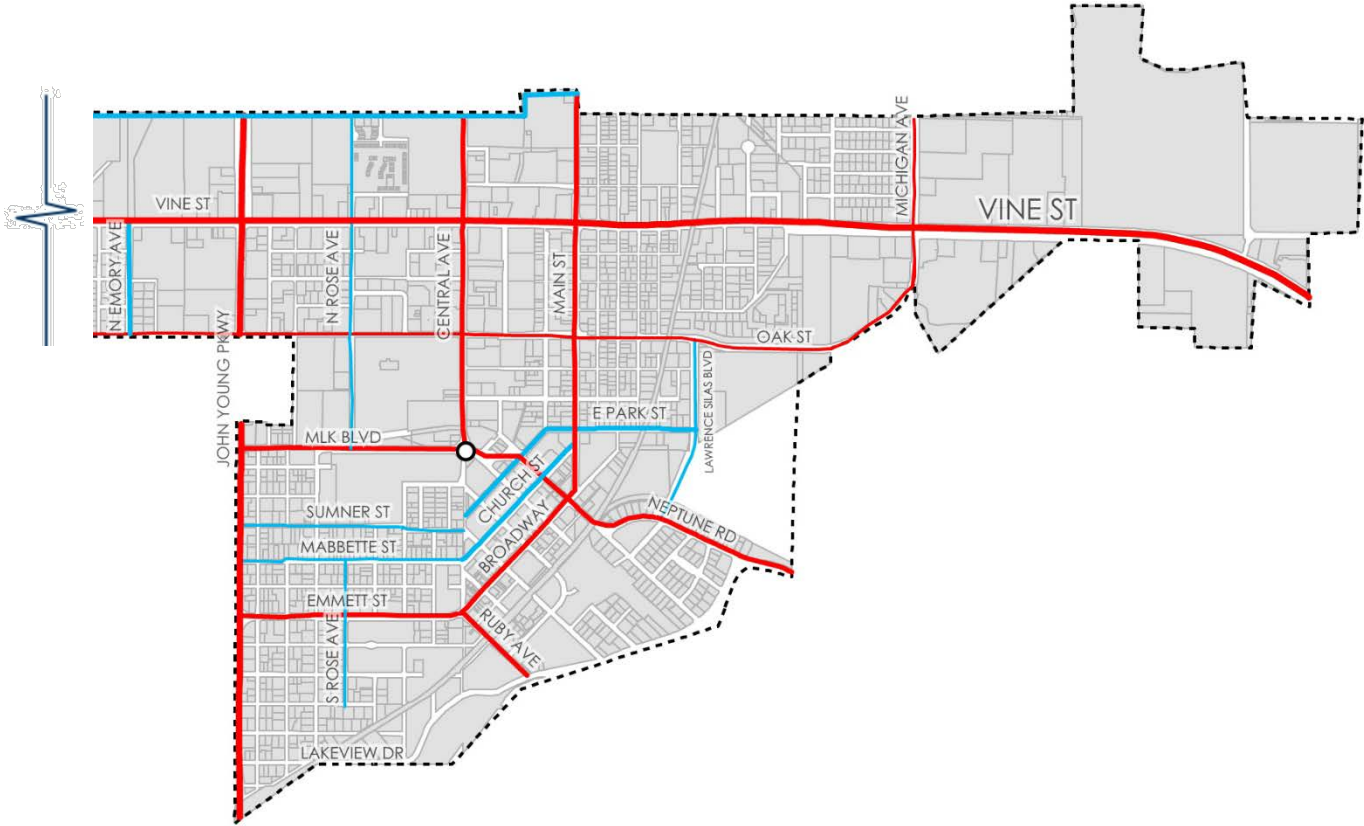 MICHIGAN AVE
VINE ST
VINE ST
N EMORY AVE
N ROSE AVE
CENTRAL AVE
MAIN ST
OAK ST
JOHN YOUNG PKWY
LAWRENCE SILAS BLVD
E PARK ST
MLK BLVD
CHURCH ST
SUMNER ST
NEPTUNE RD
MABBETTE ST
BROADWAY
EMMETT ST
S ROSE AVE
RUBY AVE
LAKEVIEW DR